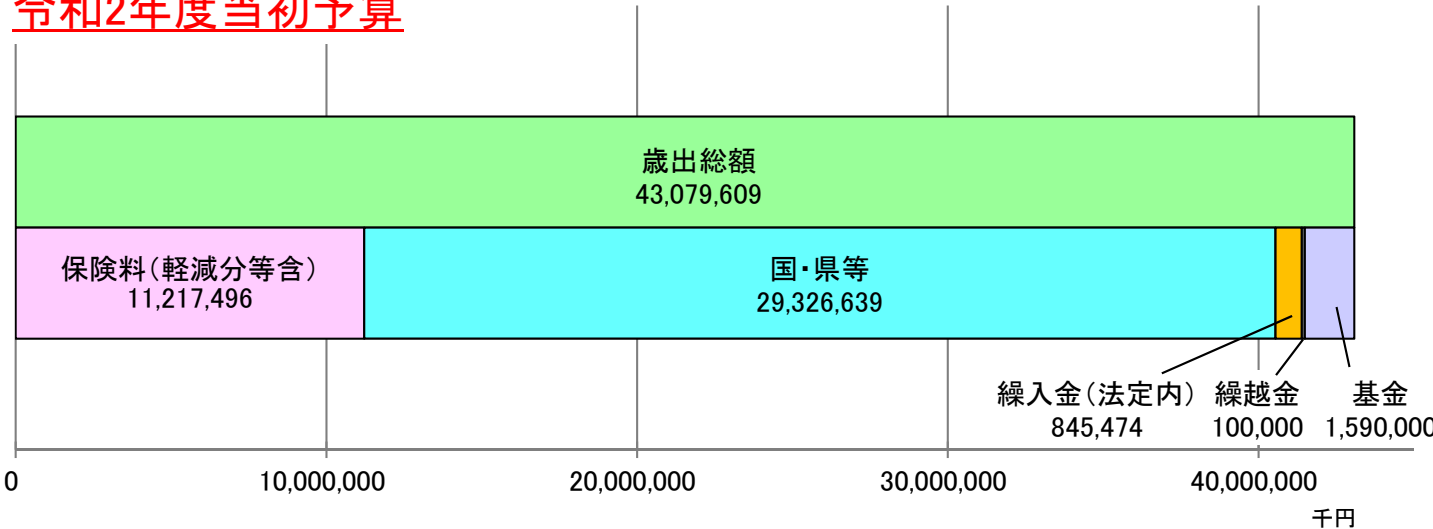 令和2年度当初予算
歳出総額
43,079,609
保険料(軽減分等含)
11,217,496
国・県等
29,326,639
繰入金(法定内)
845,474
繰越金
100,000
基金
1,590,000
0
10,000,000
20,000,000
30,000,000
40,000,000
千円